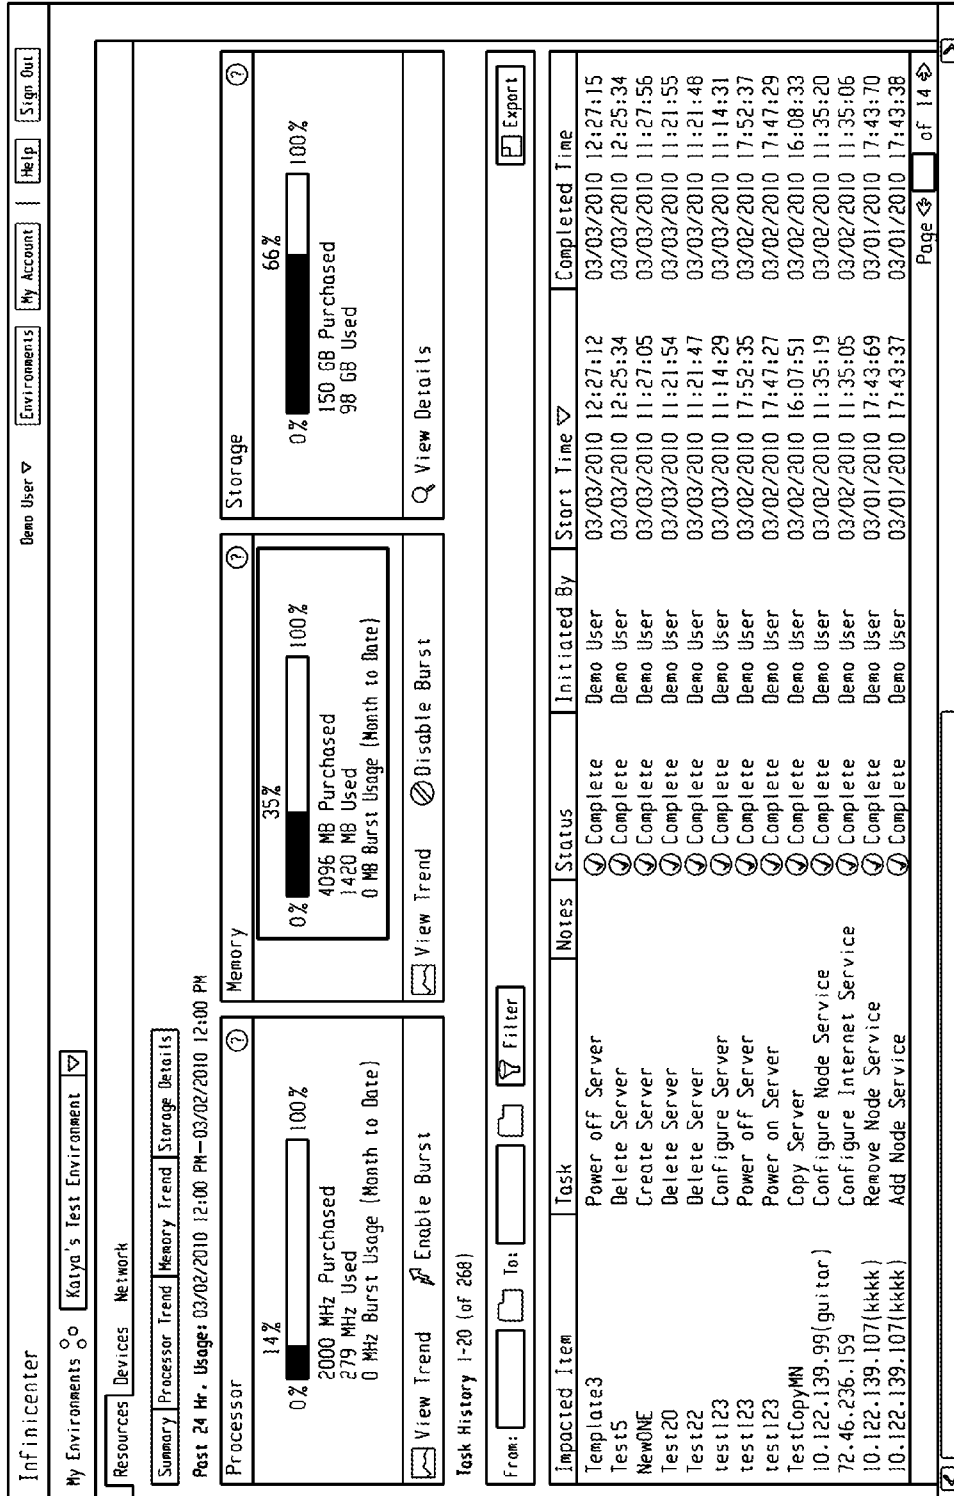 Infinicenter
Demo User Environments My Account Help Sign Out
My Environments Katya's Test Environment
Resources Devices Network
Summary Processor Trend Memory Trend Storage Details
Past 24 Hr. Usage: 03/02/2010 12:00 PM–03/02/2010 12:00 PM
Processor ?
14%
0% 100%
2000 MHz Purchased
279 MHz Used
0 MHz Burst Usage (Month to Date)
View Trend Enable Burst
Memory ?
35%
0% 100%
4096 MB Purchased
1420 MB Used
0 MB Burst Usage (Month to Date)
View Trend Disable Burst
Storage ?
66%
0% 100%
150 GB Purchased
98 GB Used
View Details
Task History 1-20 (of 268)
From: To: Filter Export
Impacted Item Task Notes Status Initiated By Start Time Completed Time
Template3 Power off Server Complete Demo User 03/03/2010 12:27:12 03/03/2010 12:27:15
Test5 Delete Server Complete Demo User 03/03/2010 12:25:34 03/03/2010 12:25:34
NewONE Create Server Complete Demo User 03/03/2010 11:27:05 03/03/2010 11:27:56
Test20 Delete Server Complete Demo User 03/03/2010 11:21:54 03/03/2010 11:21:55
Test22 Delete Server Complete Demo User 03/03/2010 11:21:47 03/03/2010 11:21:48
test123 Configure Server Complete Demo User 03/03/2010 11:14:29 03/03/2010 11:14:31
test123 Power off Server Complete Demo User 03/02/2010 17:52:35 03/02/2010 17:52:37
test123 Power on Server Complete Demo User 03/02/2010 17:47:27 03/02/2010 17:47:29
TestCopyMN Copy Server Complete Demo User 03/02/2010 16:07:51 03/02/2010 16:08:33
10.122.139.99(guitar) Configure Node Service Complete Demo User 03/02/2010 11:35:19 03/02/2010 11:35:20
72.46.236.159 Configure Internet Service Complete Demo User 03/02/2010 11:35:05 03/02/2010 11:35:06
10.122.139.107(kkkk) Remove Node Service Complete Demo User 03/01/2010 17:43:69 03/01/2010 17:43:70
10.122.139.107(kkkk) Add Node Service Complete Demo User 03/01/2010 17:43:37 03/01/2010 17:43:38
Page of 14